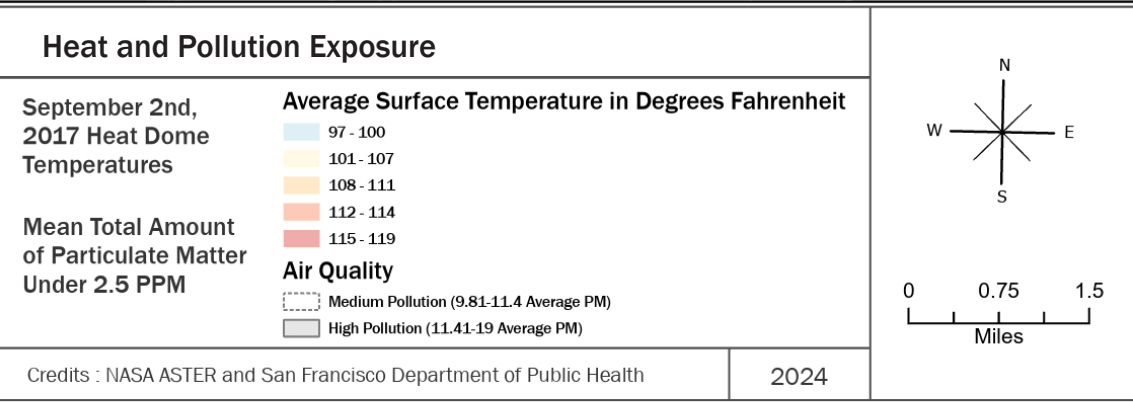 Heat and Pollution Exposure
September 2nd,
2017 Heat Dome
Temperatures
Mean Total Amount
of Particulate Matter
Under 2.5 PPM
Average Surface Temperature in Degrees Fahrenheit
97 - 100
101 - 107
108 - 111
112 - 114
115 - 119
Air Quality
Medium Pollution (9.81-11.4 Average PM)
High Pollution (11.41-19 Average PM)
Credits : NASA ASTER and San Francisco Department of Public Health
2024
N
W E
S
0 0.75 1.5
Miles